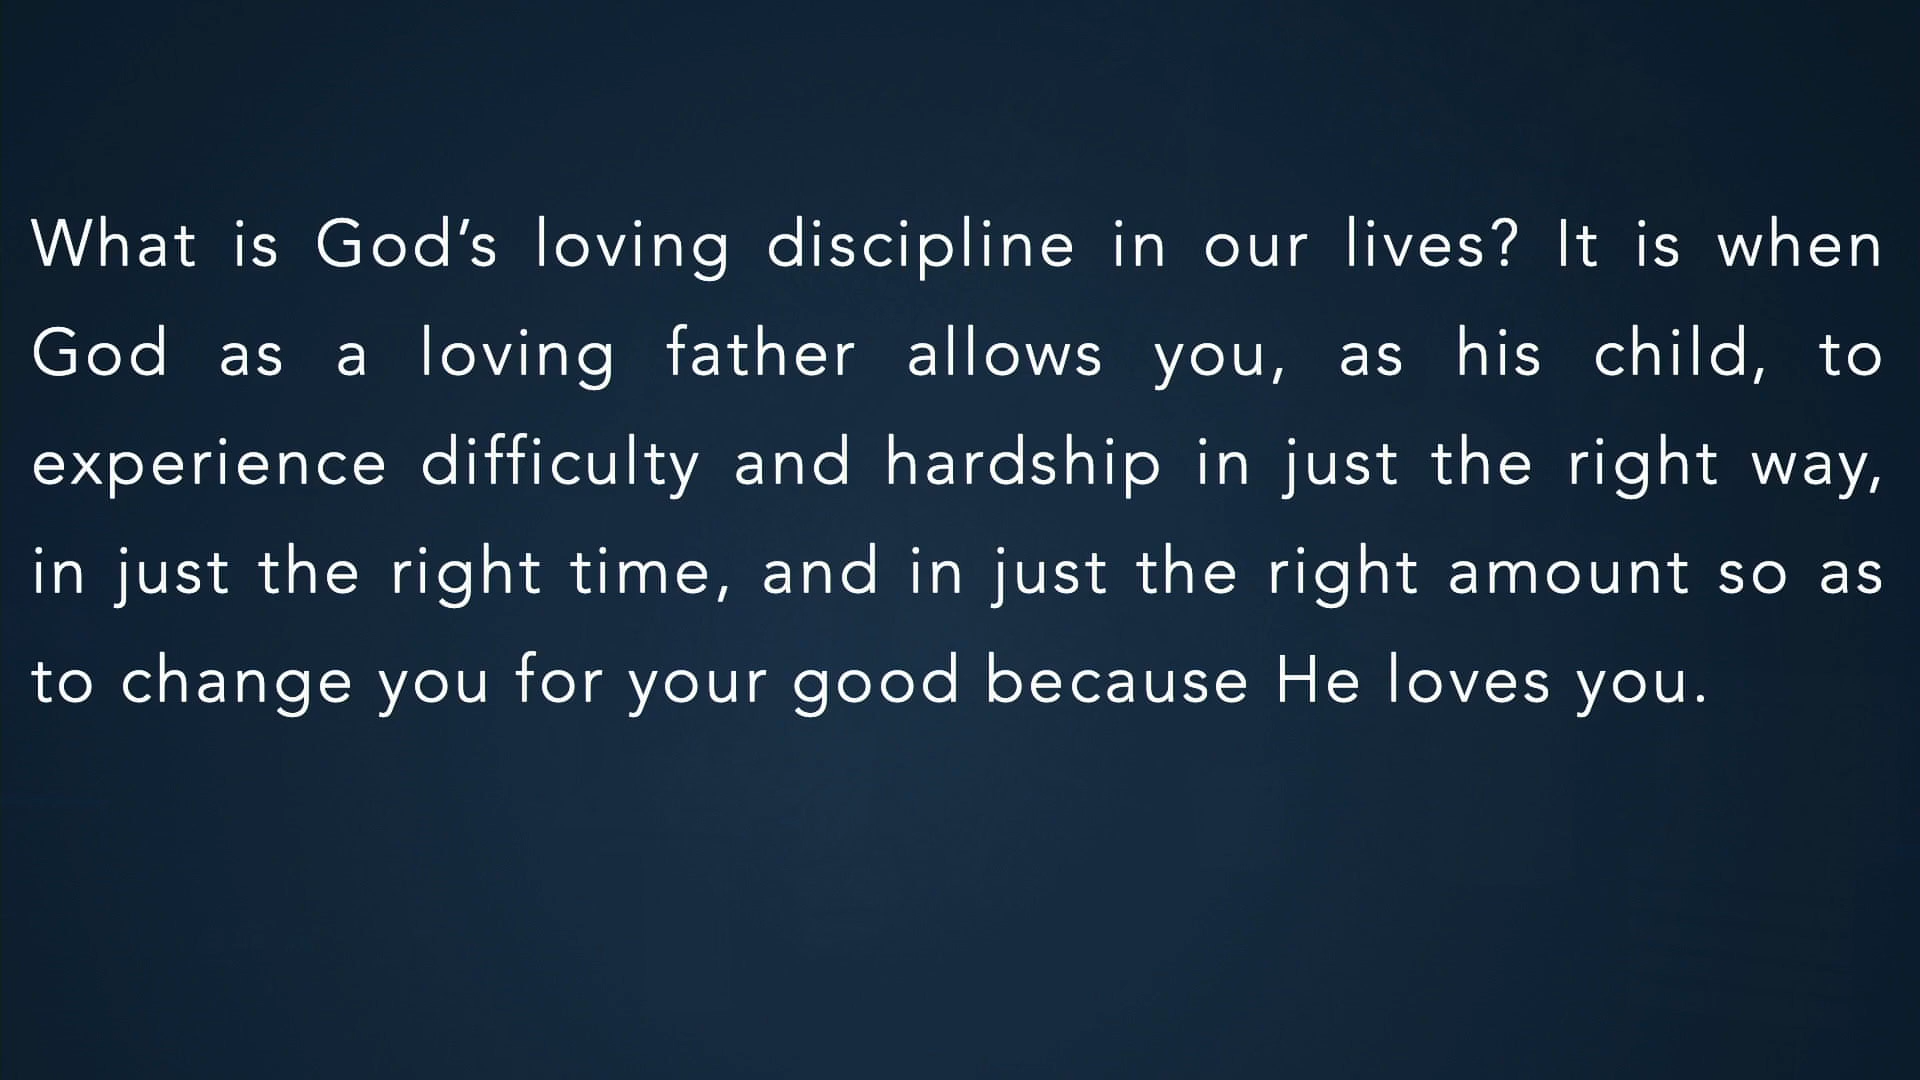 What is God’s loving discipline in our lives? It is when
God as a loving father allows you, as his child, to
experience difficulty and hardship in just the right way,
in just the right time, and in just the right amount so as
to change you for your good because He loves you.